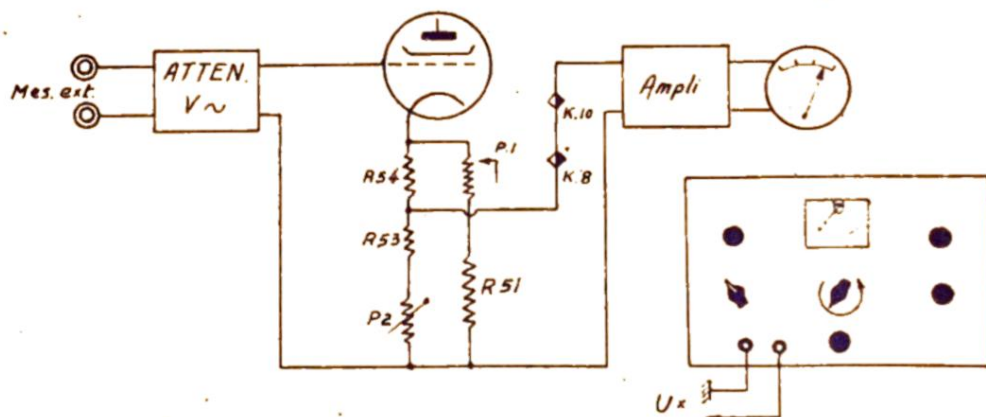 Mes. ext.
ATTEN.
V ~
R54
P.1
R53
P2
R51
K.10
K.8
Ampli
Ux